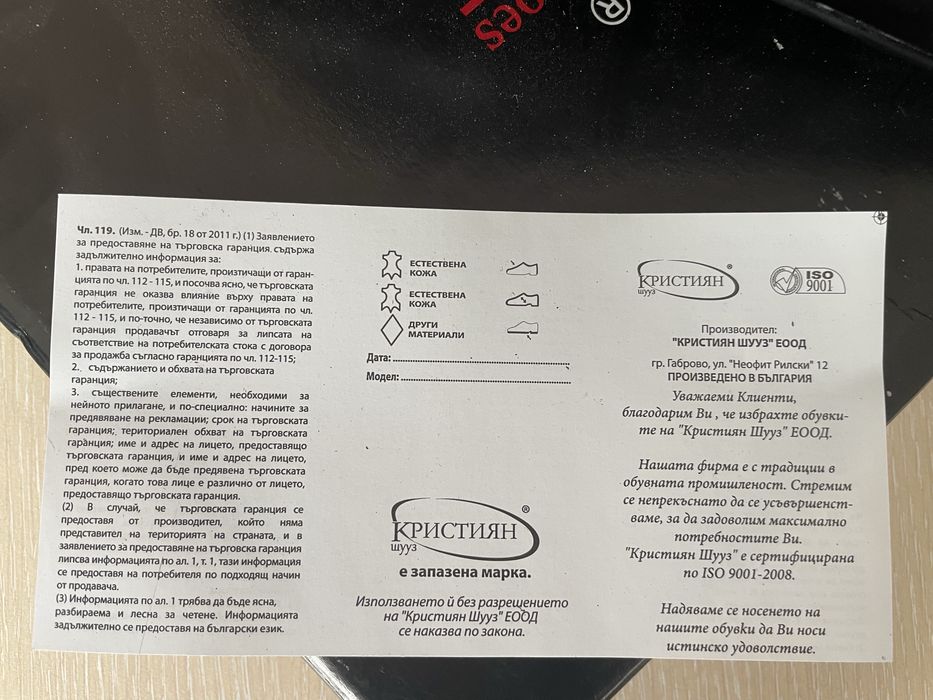 oes
®
Чл. 119. (Изм. - ДВ, бр. 18 от 2011 г.) (1) Заявлението
за предоставяне на търговска гаранция съдържа
задължително информация за:
1. правата на потребителите, произтичащи от гаран-
цията по чл. 112 - 115, и посочва ясно, че търговската
гаранция не оказва влияние върху правата на
потребителите, произтичащи от гаранцията по чл.
112 - 115, и по-точно, че независимо от търговската
гаранция продавачът отговаря за липсата на
съответствие на потребителската стока с договора
за продажба съгласно гаранцията по чл. 112-115;
2. съдържанието и обхвата на търговската
гаранция;
3. съществените елементи, необходими за
нейното прилагане, и по-специално: начините за
предявяване на рекламации; срок на търговската
гаранция; териториален обхват на търговската
гаранция; име и адрес на лицето, предоставящо
търговската гаранция, и име и адрес на лицето,
пред което може да бъде предявена търговската
гаранция, когато това лице е различно от лицето,
предоставящо търговската гаранция.
(2) В случай, че търговската гаранция се
предоставя от производител, който няма
представител на територията на страната, и в
заявлението за предоставяне на търговска гаранция
липсва информацията по ал. 1, т. 1, тази информация
се предоставя на потребителя по подходящ начин
от продавача.
(3) Информацията по ал. 1 трябва да бъде ясна,
разбираема и лесна за четене. Информацията
задължително се предоставя на български език.
ЕСТЕСТВЕНА
КОЖА
ЕСТЕСТВЕНА
КОЖА
ДРУГИ
МАТЕРИАЛИ
Дата:
Модел:
КРИСТИЯН ®
шууз
е запазена марка.
Използването ѝ без разрешението
на "Кристиян Шууз" ЕООД
се наказва по закона.
КРИСТИЯН ®
шууз
ISO
9001
Производител:
"КРИСТИЯН ШУУЗ" ЕООД
гр. Габрово, ул. "Неофит Рилски" 12
ПРОИЗВЕДЕНО В БЪЛГАРИЯ
Уважаеми Клиенти,
благодарим Ви , че избрахте обувки-
те на "Кристиян Шууз" ЕООД.
Нашата фирма е с традиции в
обувната промишленост. Стремим
се непрекъснато да се усъвършенст-
ваме, за да задоволим максимално
потребностите Ви.
"Кристиян Шууз" е сертифицирана
по ISO 9001-2008.
Надяваме се носенето на
нашите обувки да Ви носи
истинско удоволствие.